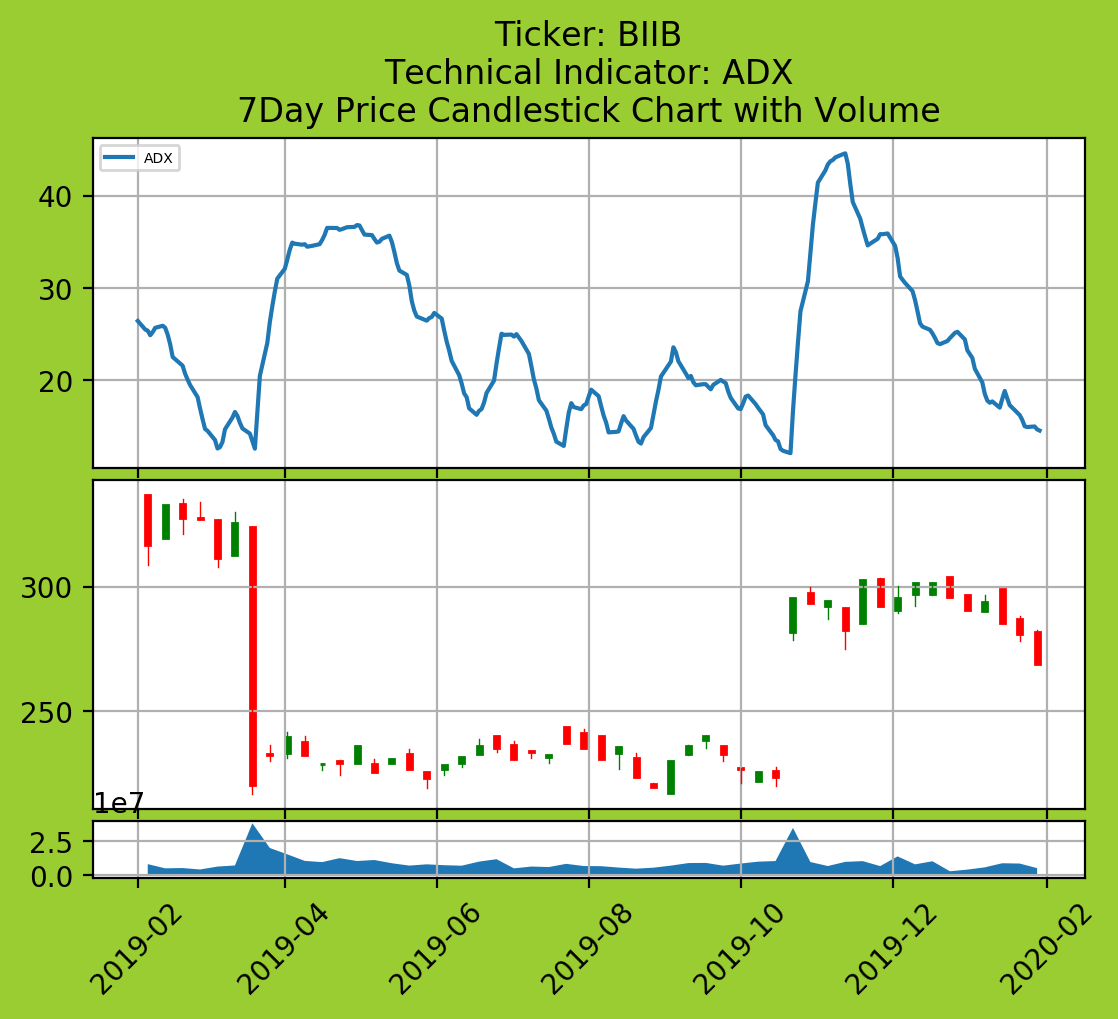 Ticker: BIIB
Technical Indicator: ADX
7Day Price Candlestick Chart with Volume
ADX
40
30
20
300
250
1e7
2.5
0.0
2019-02
2019-04
2019-06
2019-08
2019-10
2019-12
2020-02